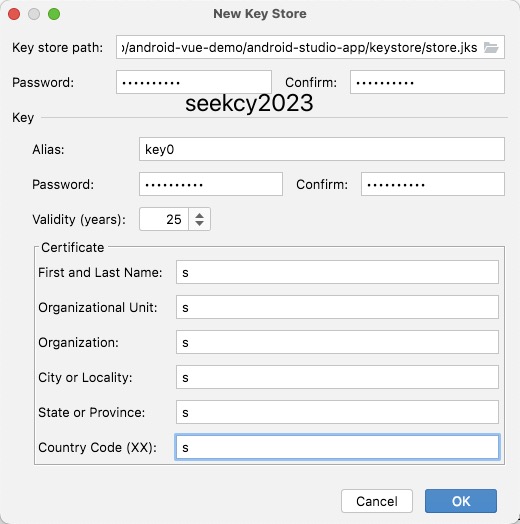 New Key Store
Key store path: ɔ/android-vue-demo/android-studio-app/keystore/store.jks
Password: •••••••••• Confirm: ••••••••••
seekcy2023
Key
Alias: key0
Password: •••••••••• Confirm: ••••••••••
Validity (years): 25
Certificate
First and Last Name: s
Organizational Unit: s
Organization: s
City or Locality: s
State or Province: s
Country Code (XX): s
Cancel OK